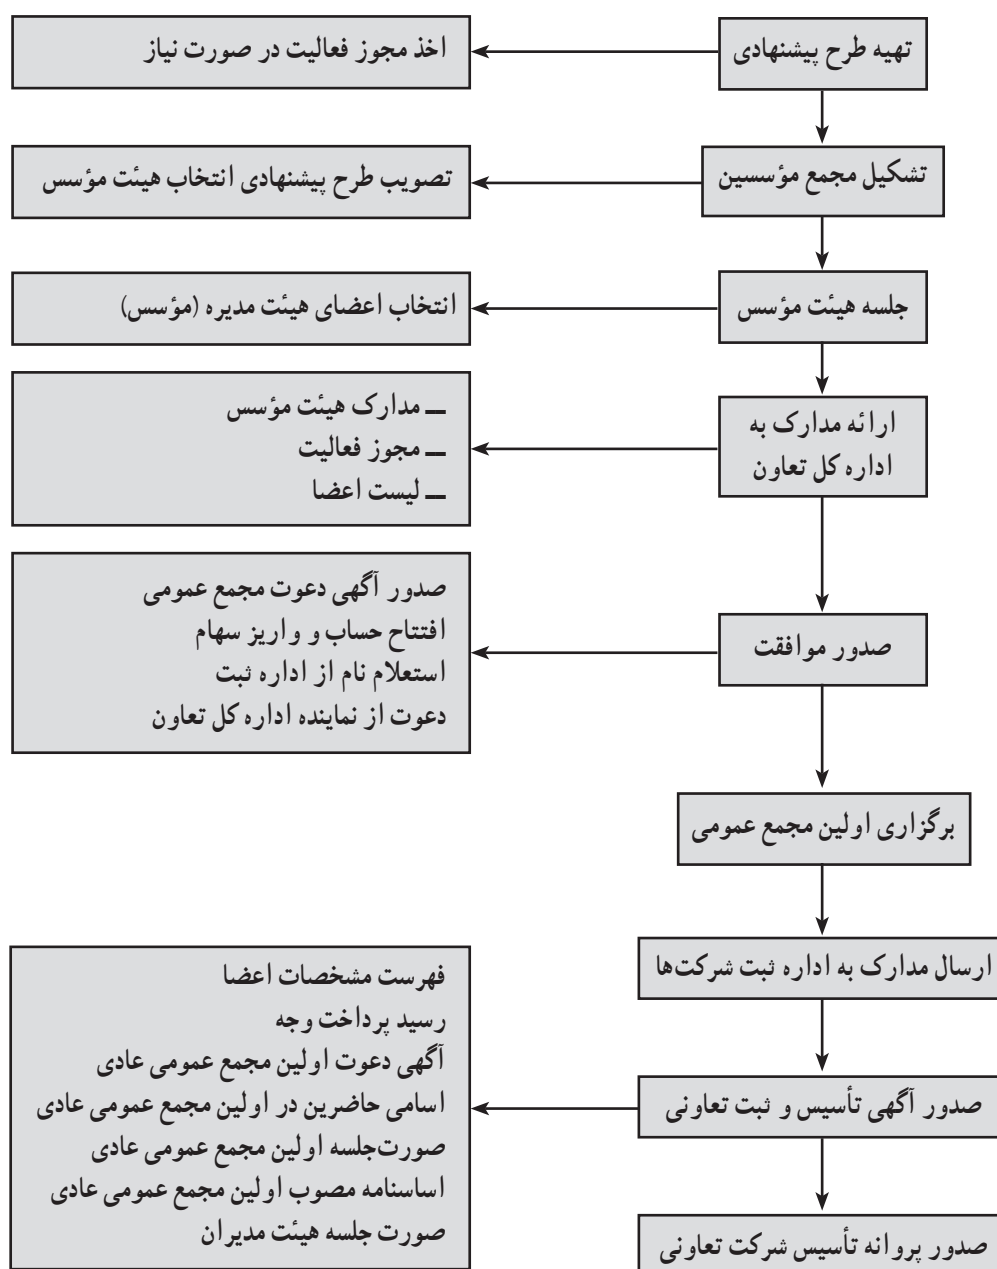 تهیه طرح پیشنهادی
اخذ مجوز فعالیت در صورت نیاز
تشکیل مجمع مؤسسین
تصویب طرح پیشنهادی انتخاب هیئت مؤسس
جلسه هیئت مؤسس
انتخاب اعضای هیئت مدیره (مؤسس)
ارائه مدارک به
اداره کل تعاون
ــ مدارک هیئت مؤسس
ــ مجوز فعالیت
ــ لیست اعضا
صدور موافقت
صدور آگهی دعوت مجمع عمومی
افتتاح حساب و واریز سهام
استعلام نام از اداره ثبت
دعوت از نماینده اداره کل تعاون
برگزاری اولین مجمع عمومی
ارسال مدارک به اداره ثبت شرکت‌ها
صدور آگهی تأسیس و ثبت تعاونی
فهرست مشخصات اعضا
رسید پرداخت وجه
آگهی دعوت اولین مجمع عمومی عادی
اسامی حاضرین در اولین مجمع عمومی عادی
صورت‌جلسه اولین مجمع عمومی عادی
اساسنامه مصوب اولین مجمع عمومی عادی
صورت جلسه هیئت مدیران
صدور پروانه تأسیس شرکت تعاونی